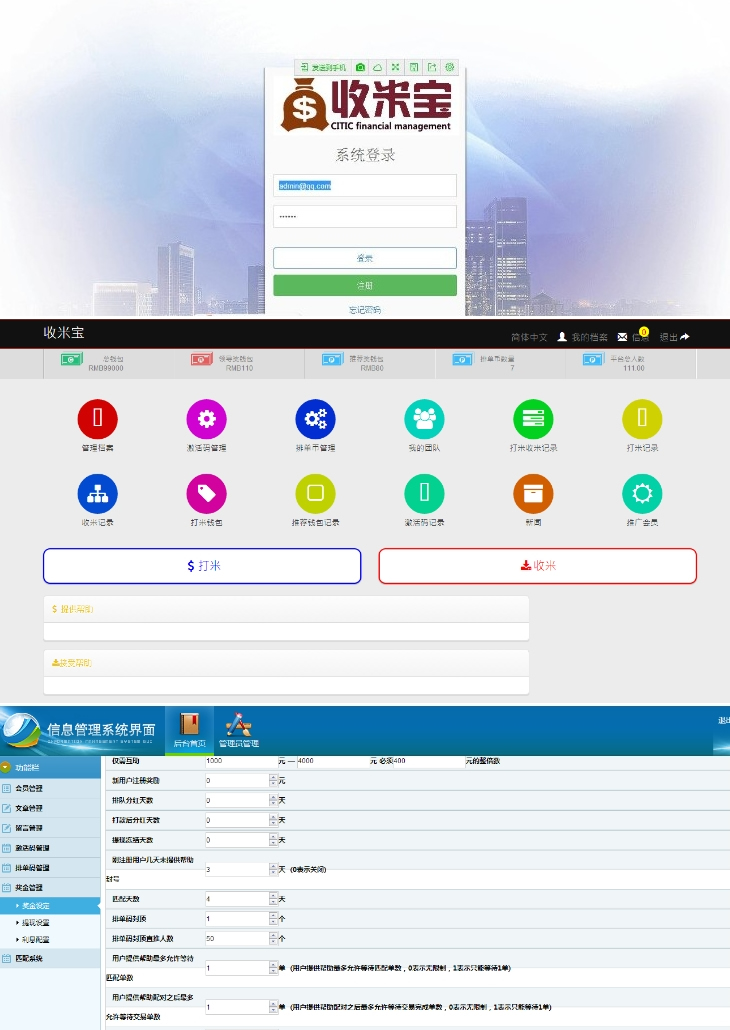 发送到手机
收米宝
CITIC financial management
系统登录
admin@qq.com
••••••
登录
注册
忘记密码
收米宝
简体中文 我的档案 信息 0 退出
总钱包
RMB99000
领导奖钱包
RMB110
推荐奖钱包
RMB80
排单币数量
7
平台总人数
111.00
管理档案 激活码管理 排单币管理 我的团队 打米收米记录 打米记录
收米记录 打米钱包 推荐钱包记录 激活码记录 新闻 推广会员
$ 打米
收米
$ 提供帮助
接受帮助
信息管理系统界面
后台首页 管理员管理
退出
功能栏
会员管理
文章管理
留言管理
激活码管理
排单码管理
奖金管理
奖金设定
提现设置
利息配置
匹配系统
1000 元 — 4000 元 必须400 元的整倍数
新用户注册奖励 0 元
排队分红天数 0 天
打款后分红天数 0 天
提现冻结天数 0 天
刚注册用户几天未提供帮助
封号 3 天 (0表示关闭)
匹配天数 4 天
排单码封顶 1 个
排单码封顶直推人数 50 个
用户提供帮助最多允许等待
匹配单数 1 单 (用户提供帮助最多允许等待匹配单数，0表示无限制，1表示只能等待1单)
用户提供帮助配对之后最多
允许等待交易单数 1 单 (用户提供帮助配对之后最多允许等待交易完成单数，0表示无限制，1表示只能等待1单)